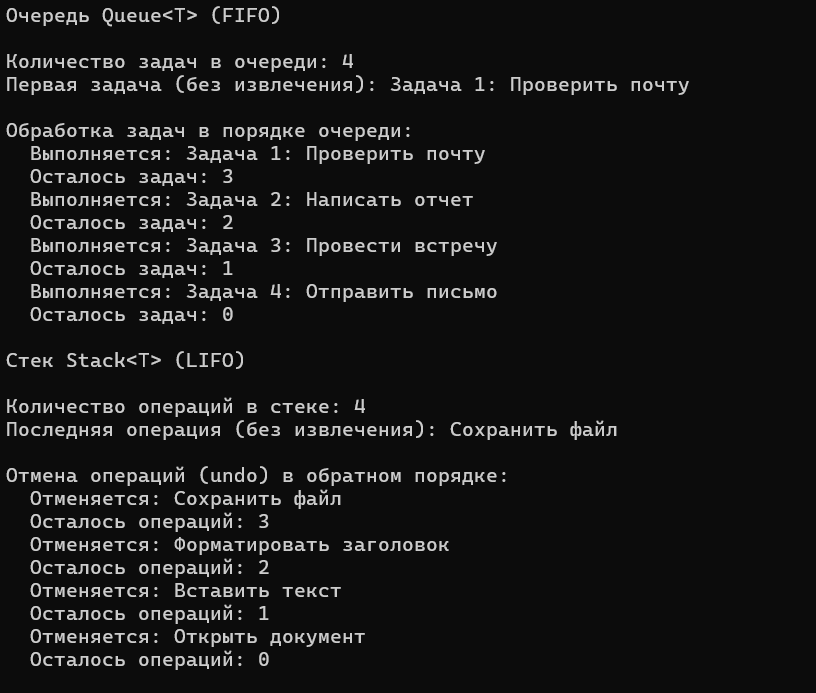 Очередь Queue<T> (FIFO)
Количество задач в очереди: 4
Первая задача (без извлечения): Задача 1: Проверить почту
Обработка задач в порядке очереди:
Выполняется: Задача 1: Проверить почту
Осталось задач: 3
Выполняется: Задача 2: Написать отчет
Осталось задач: 2
Выполняется: Задача 3: Провести встречу
Осталось задач: 1
Выполняется: Задача 4: Отправить письмо
Осталось задач: 0
Стек Stack<T> (LIFO)
Количество операций в стеке: 4
Последняя операция (без извлечения): Сохранить файл
Отмена операций (undo) в обратном порядке:
Отменяется: Сохранить файл
Осталось операций: 3
Отменяется: Форматировать заголовок
Осталось операций: 2
Отменяется: Вставить текст
Осталось операций: 1
Отменяется: Открыть документ
Осталось операций: 0